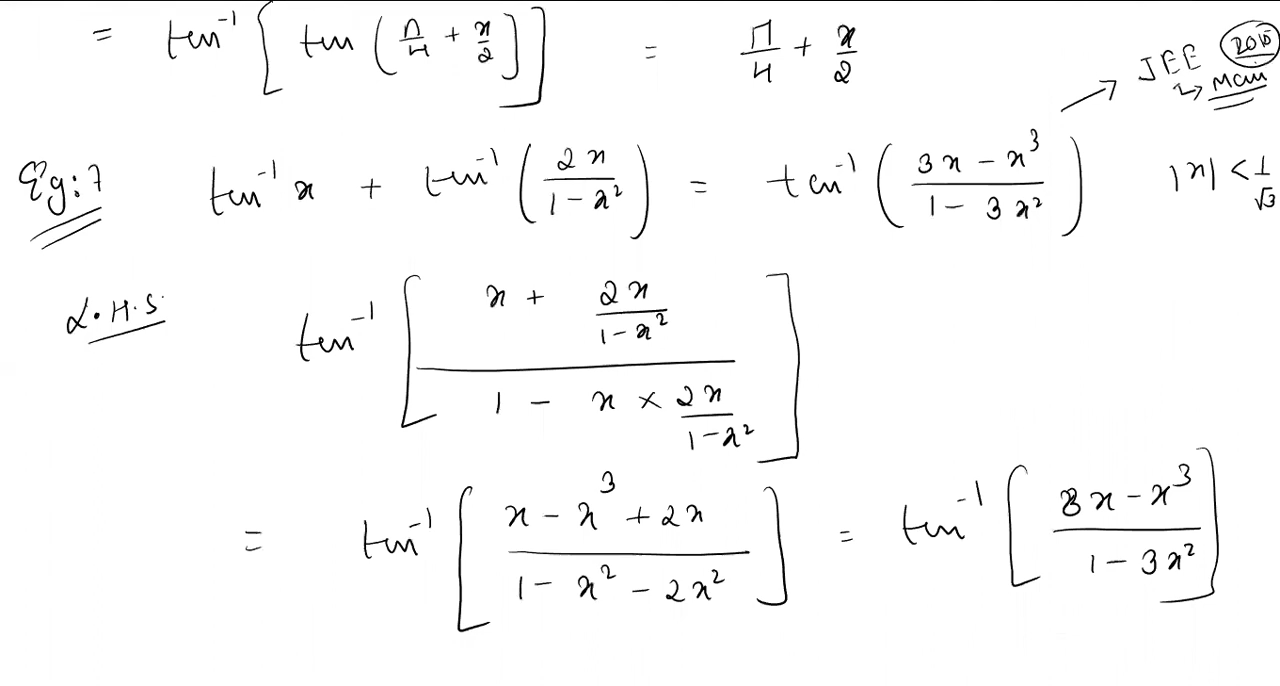 = tan⁻¹ [ tan ( π/4 + x/2 ) ] = π/4 + x/2
→ JEE 2015
↳ Main
Eg:7 tan⁻¹ x + tan⁻¹ ( 2x / 1 - x² ) = tan⁻¹ ( 3x - x³ / 1 - 3x² ) |x| < 1/√3
L.H.S tan⁻¹ [ x + 2x / 1 - x² / 1 - x × 2x / 1 - x² ]
= tan⁻¹ [ x - x³ + 2x / 1 - x² - 2x² ] = tan⁻¹ [ 3x - x³ / 1 - 3x² ]